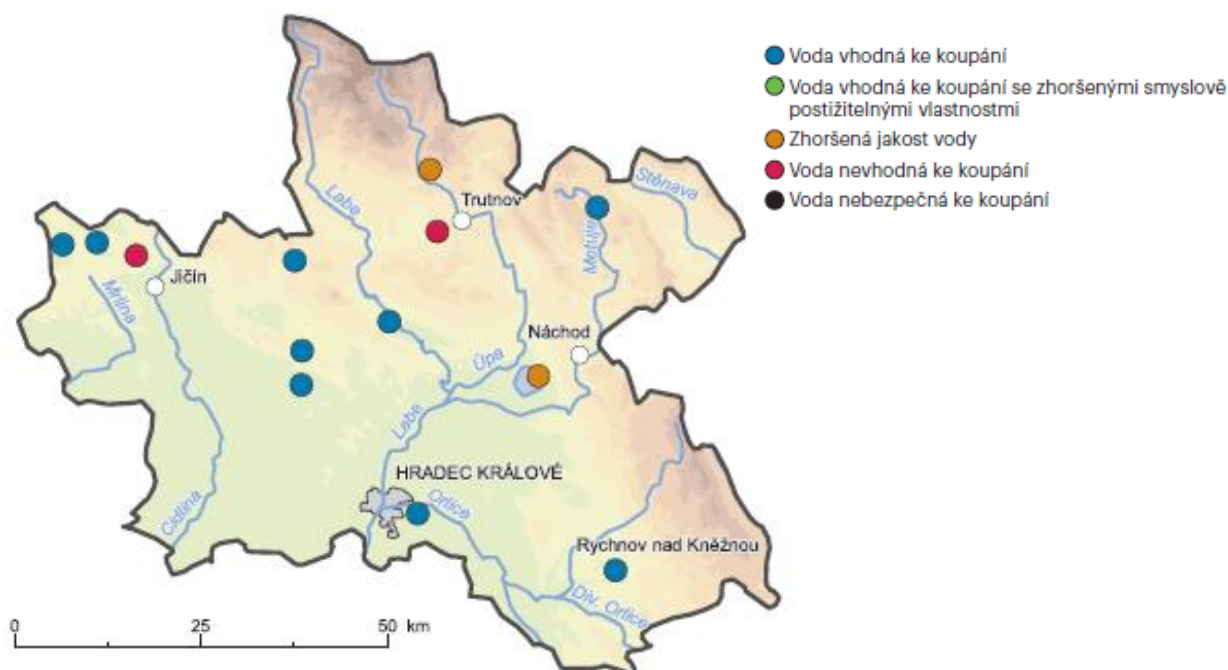 Voda vhodná ke koupání
Voda vhodná ke koupání se zhoršenými smyslově
postižitelnými vlastnostmi
Zhoršená jakost vody
Voda nevhodná ke koupání
Voda nebezpečná ke koupání
Labe
Trutnov
Stěnava
Metuje
Jičín
Mrlina
Náchod
Úpa
Labe
HRADEC KRÁLOVÉ
Orlice
Cidlina
Rychnov nad Kněžnou
Div. Orlice
0 25 50 km